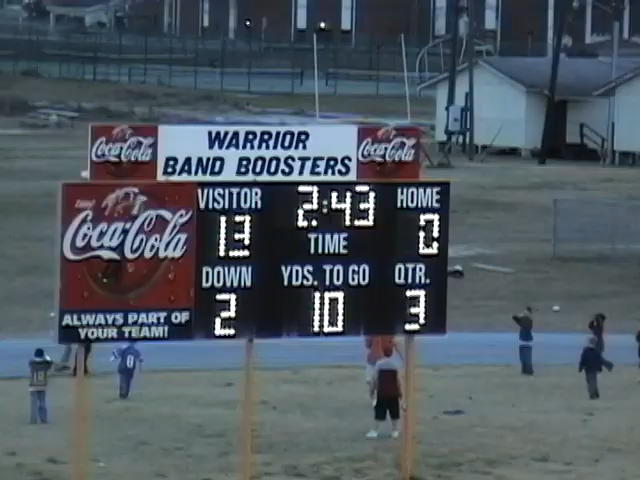 Coca-Cola
WARRIOR
BAND BOOSTERS
Coca-Cola
Coca-Cola
ALWAYS PART OF
YOUR TEAM!
VISITOR 2:43 HOME
13 TIME 0
DOWN YDS. TO GO QTR.
2 10 3
8